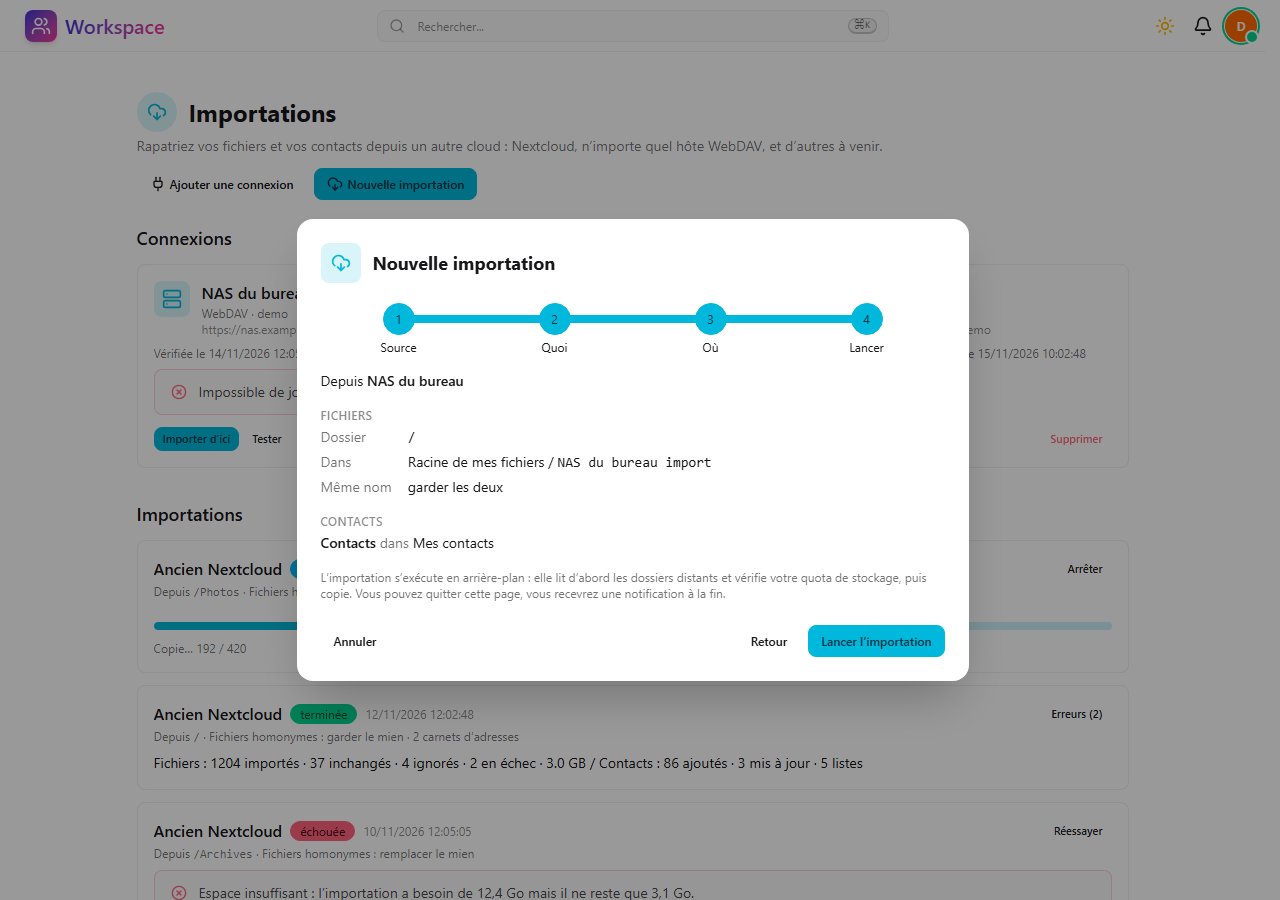 Workspace
Rechercher...
⌘K
D
Importations
Rapatriez vos fichiers et vos contacts depuis un autre cloud : Nextcloud, n’importe quel hôte WebDAV, et d’autres à venir.
Ajouter une connexion
Nouvelle importation
Connexions
NAS du bure
WebDAV · demo
https://nas.examp
Vérifiée le 14/11/2026 12:0
Impossible de jo
Importer d'ici
Tester
emo
e 15/11/2026 10:02:48
Supprimer
Nouvelle importation
1
2
3
4
Source
Quoi
Où
Lancer
Depuis NAS du bureau
FICHIERS
Dossier /
Dans Racine de mes fichiers / NAS du bureau import
Même nom garder les deux
CONTACTS
Contacts dans Mes contacts
L’importation s’exécute en arrière-plan : elle lit d’abord les dossiers distants et vérifie votre quota de stockage, puis
copie. Vous pouvez quitter cette page, vous recevrez une notification à la fin.
Annuler
Retour
Lancer l’importation
Importations
Ancien Nextcloud
Arrêter
Depuis /Photos · Fichiers h
Copie... 192 / 420
Ancien Nextcloud terminée 12/11/2026 12:02:48
Erreurs (2)
Depuis / · Fichiers homonymes : garder le mien · 2 carnets d’adresses
Fichiers : 1204 importés · 37 inchangés · 4 ignorés · 2 en échec · 3.0 GB / Contacts : 86 ajoutés · 3 mis à jour · 5 listes
Ancien Nextcloud échouée 10/11/2026 12:05:05
Réessayer
Depuis /Archives · Fichiers homonymes : remplacer le mien
Espace insuffisant : l’importation a besoin de 12,4 Go mais il ne reste que 3,1 Go.